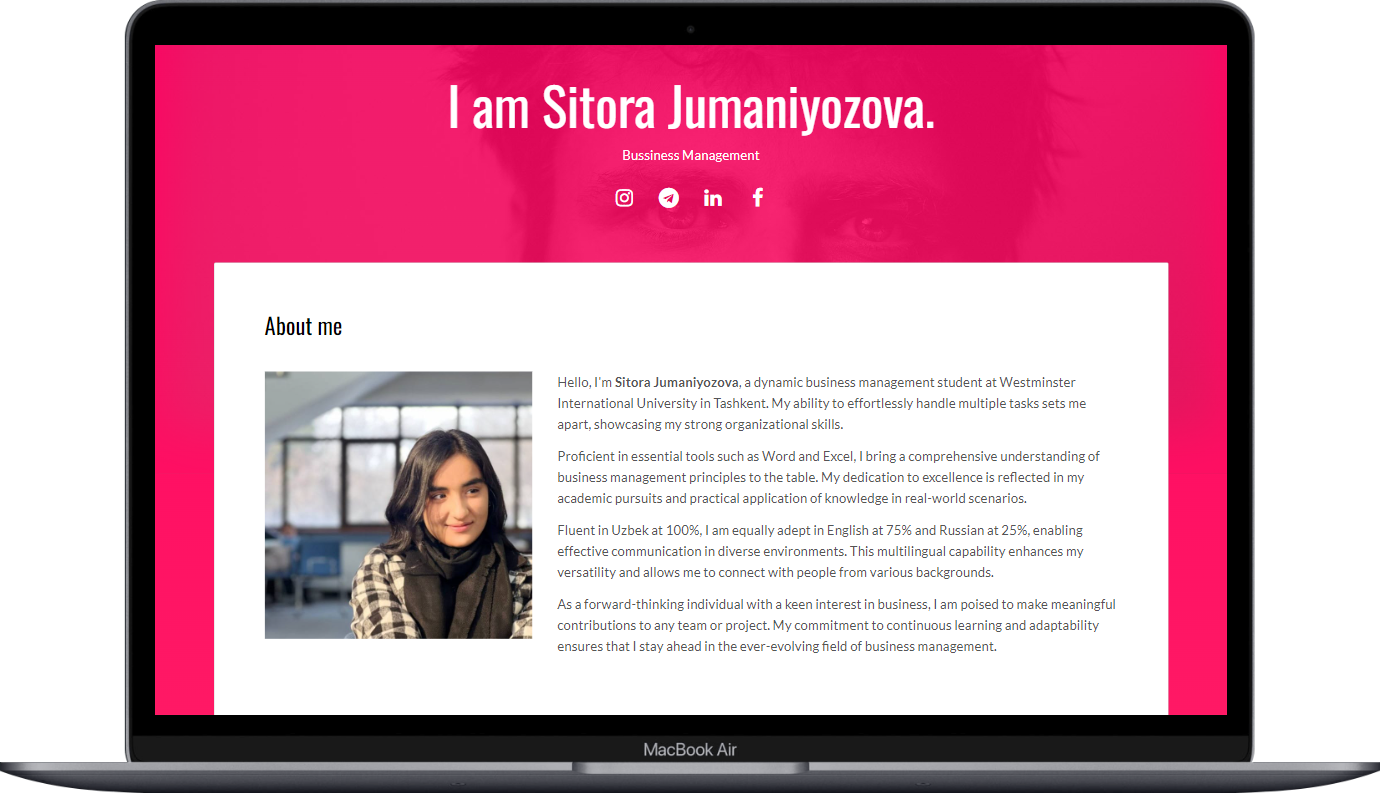 I am Sitora Jumaniyozova.
Bussiness Management
About me
Hello, I'm Sitora Jumaniyozova, a dynamic business management student at Westminster
International University in Tashkent. My ability to effortlessly handle multiple tasks sets me
apart, showcasing my strong organizational skills.
Proficient in essential tools such as Word and Excel, I bring a comprehensive understanding of
business management principles to the table. My dedication to excellence is reflected in my
academic pursuits and practical application of knowledge in real-world scenarios.
Fluent in Uzbek at 100%, I am equally adept in English at 75% and Russian at 25%, enabling
effective communication in diverse environments. This multilingual capability enhances my
versatility and allows me to connect with people from various backgrounds.
As a forward-thinking individual with a keen interest in business, I am poised to make meaningful
contributions to any team or project. My commitment to continuous learning and adaptability
ensures that I stay ahead in the ever-evolving field of business management.
MacBook Air